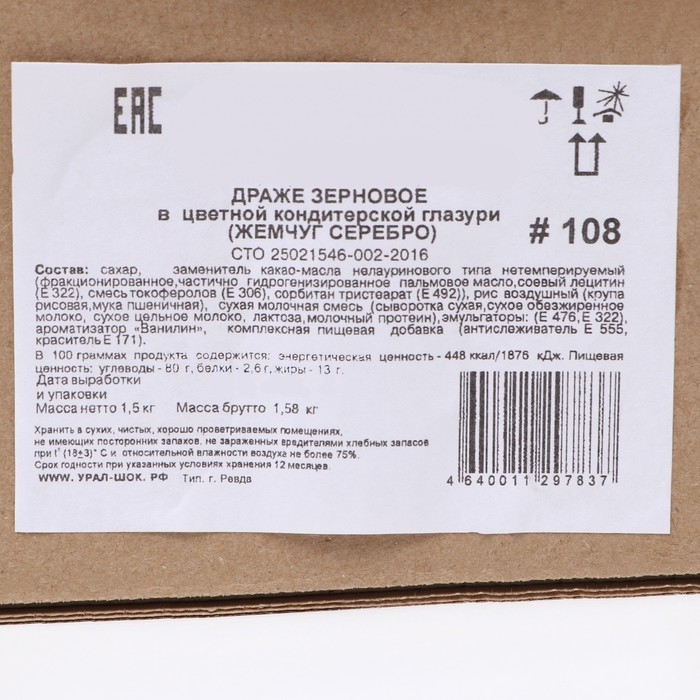 ЕАС
ДРАЖЕ ЗЕРНОВОЕ
в цветной кондитерской глазури
(ЖЕМЧУГ СЕРЕБРО)
# 108
СТО 25021546-002-2016
Состав: сахар, заменитель какао-масла нелауринового типа нетемперируемый
(фракционированное,частично гидрогенизированное пальмовое масло,соевый лецитин
(Е 322), смесь токоферолов (Е 306), сорбитан тристеарат (Е 492)), рис воздушный (крупа
рисовая,мука пшеничная), сухая молочная смесь (сыворотка сухая,сухое обезжиренное
молоко, сухое цельное молоко, лактоза,молочный протеин),эмульгаторы: (Е 476,Е 322),
ароматизатор «Ванилин», комплексная пищевая добавка (антислеживатель Е 555,
краситель Е 171).
В 100 граммах продукта содержится: энергетическая ценность - 448 ккал/1876 кДж. Пищевая
ценность: углеводы - 80 г, белки - 2,6 г,жиры - 13 г.
Дата выработки
и упаковки
Масса нетто 1,5 кг Масса брутто 1,58 кг
Хранить в сухих, чистых, хорошо проветриваемых помещениях,
не имеющих посторонних запахов, не зараженных вредителями хлебных запасов
при t° (18±3)° С и относительной влажности воздуха не более 75%.
Срок годности при указанных условиях хранения 12 месяцев.
WWW. УРАЛ-ШОК. РФ Тип. г. Ревда
4 640011 297837